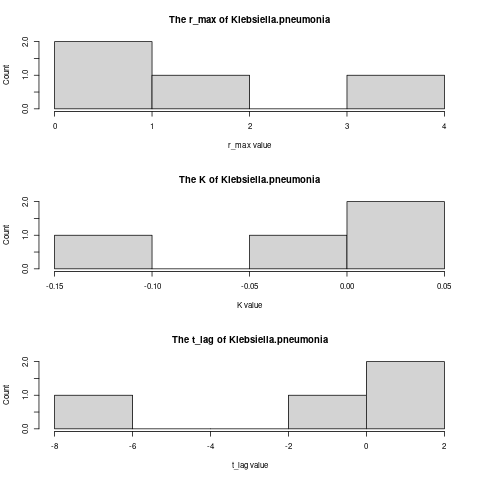 The r_max of Klebsiella.pneumonia
Count
0.0 1.0 2.0
0 1 2 3 4
r_max value
The K of Klebsiella.pneumonia
Count
0.0 1.0 2.0
-0.15 -0.10 -0.05 0.00 0.05
K value
The t_lag of Klebsiella.pneumonia
Count
0.0 1.0 2.0
-8 -6 -4 -2 0 2
t_lag value